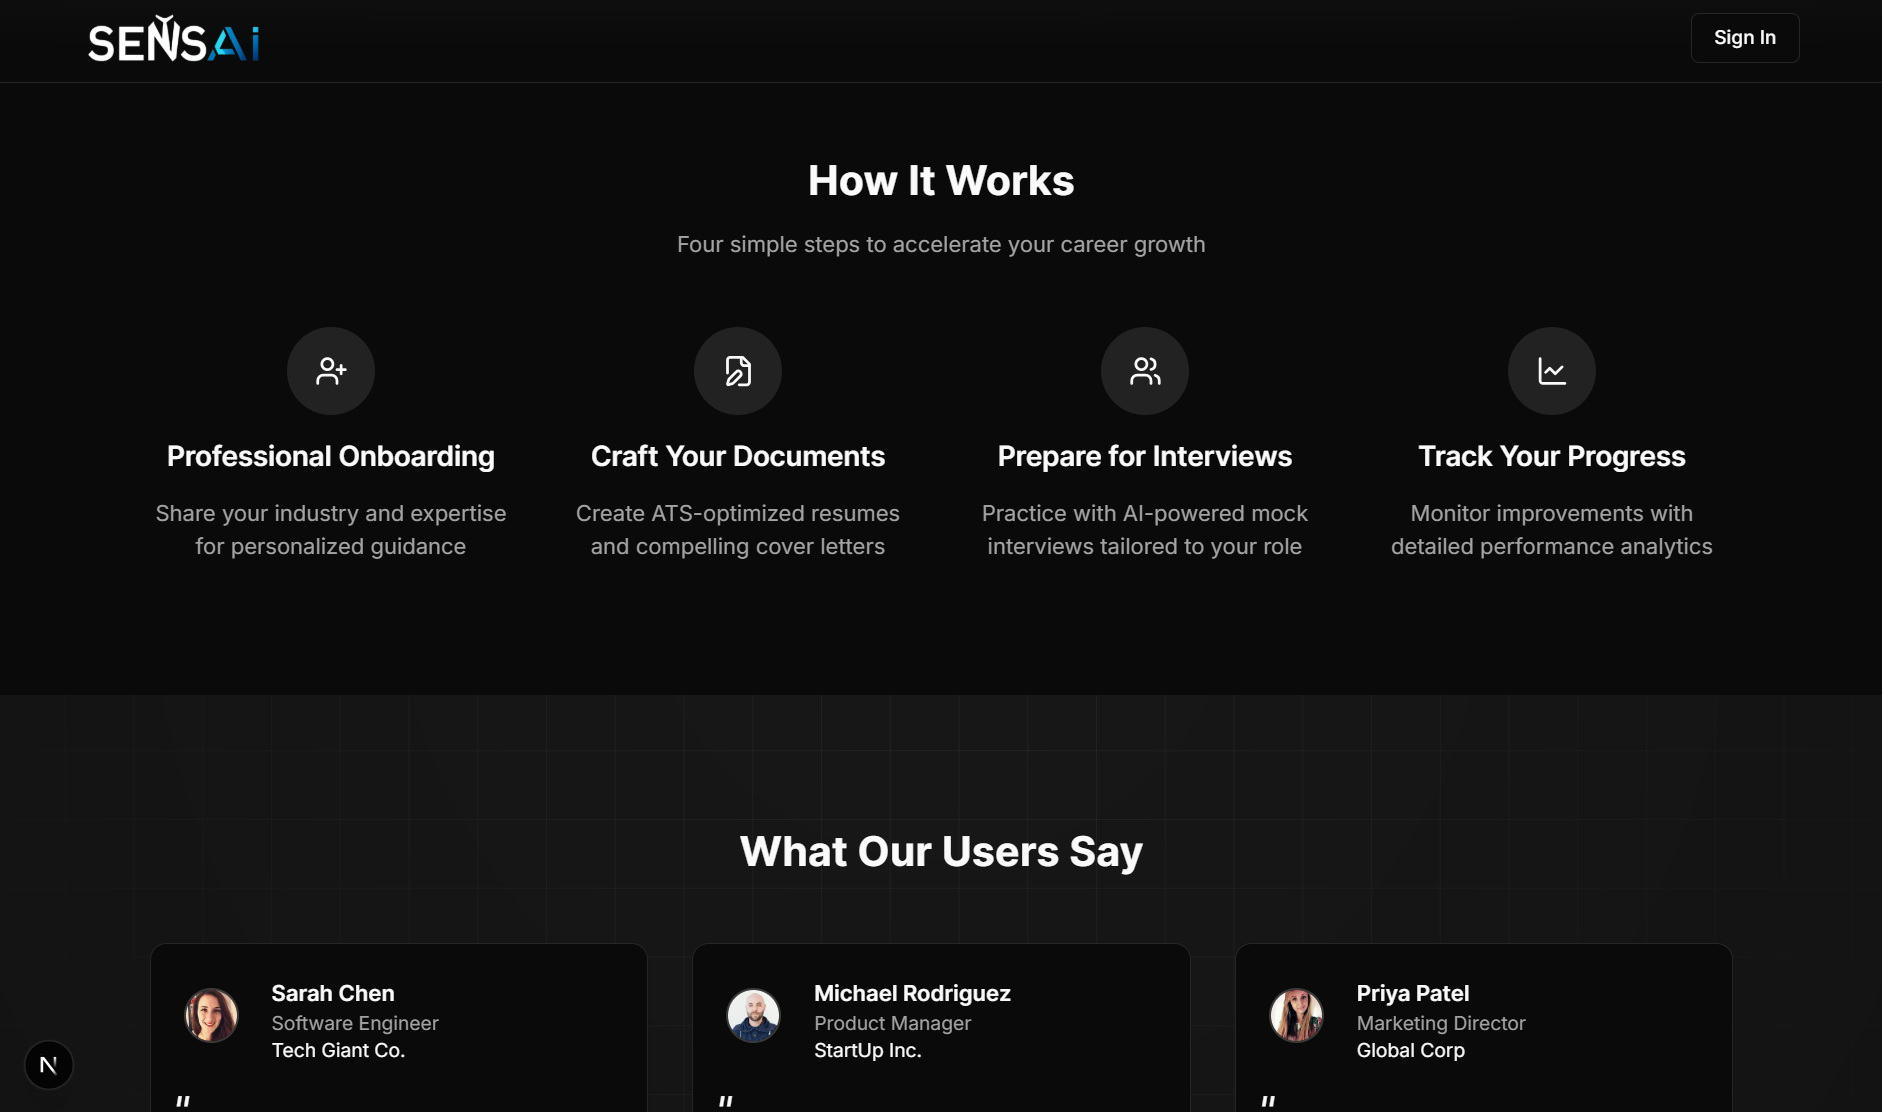 SENSAi
Sign In
How It Works
Four simple steps to accelerate your career growth
Professional Onboarding
Share your industry and expertise
for personalized guidance
Craft Your Documents
Create ATS-optimized resumes
and compelling cover letters
Prepare for Interviews
Practice with AI-powered mock
interviews tailored to your role
Track Your Progress
Monitor improvements with
detailed performance analytics
What Our Users Say
Sarah Chen
Software Engineer
Tech Giant Co.
"
Michael Rodriguez
Product Manager
StartUp Inc.
"
Priya Patel
Marketing Director
Global Corp
"
N